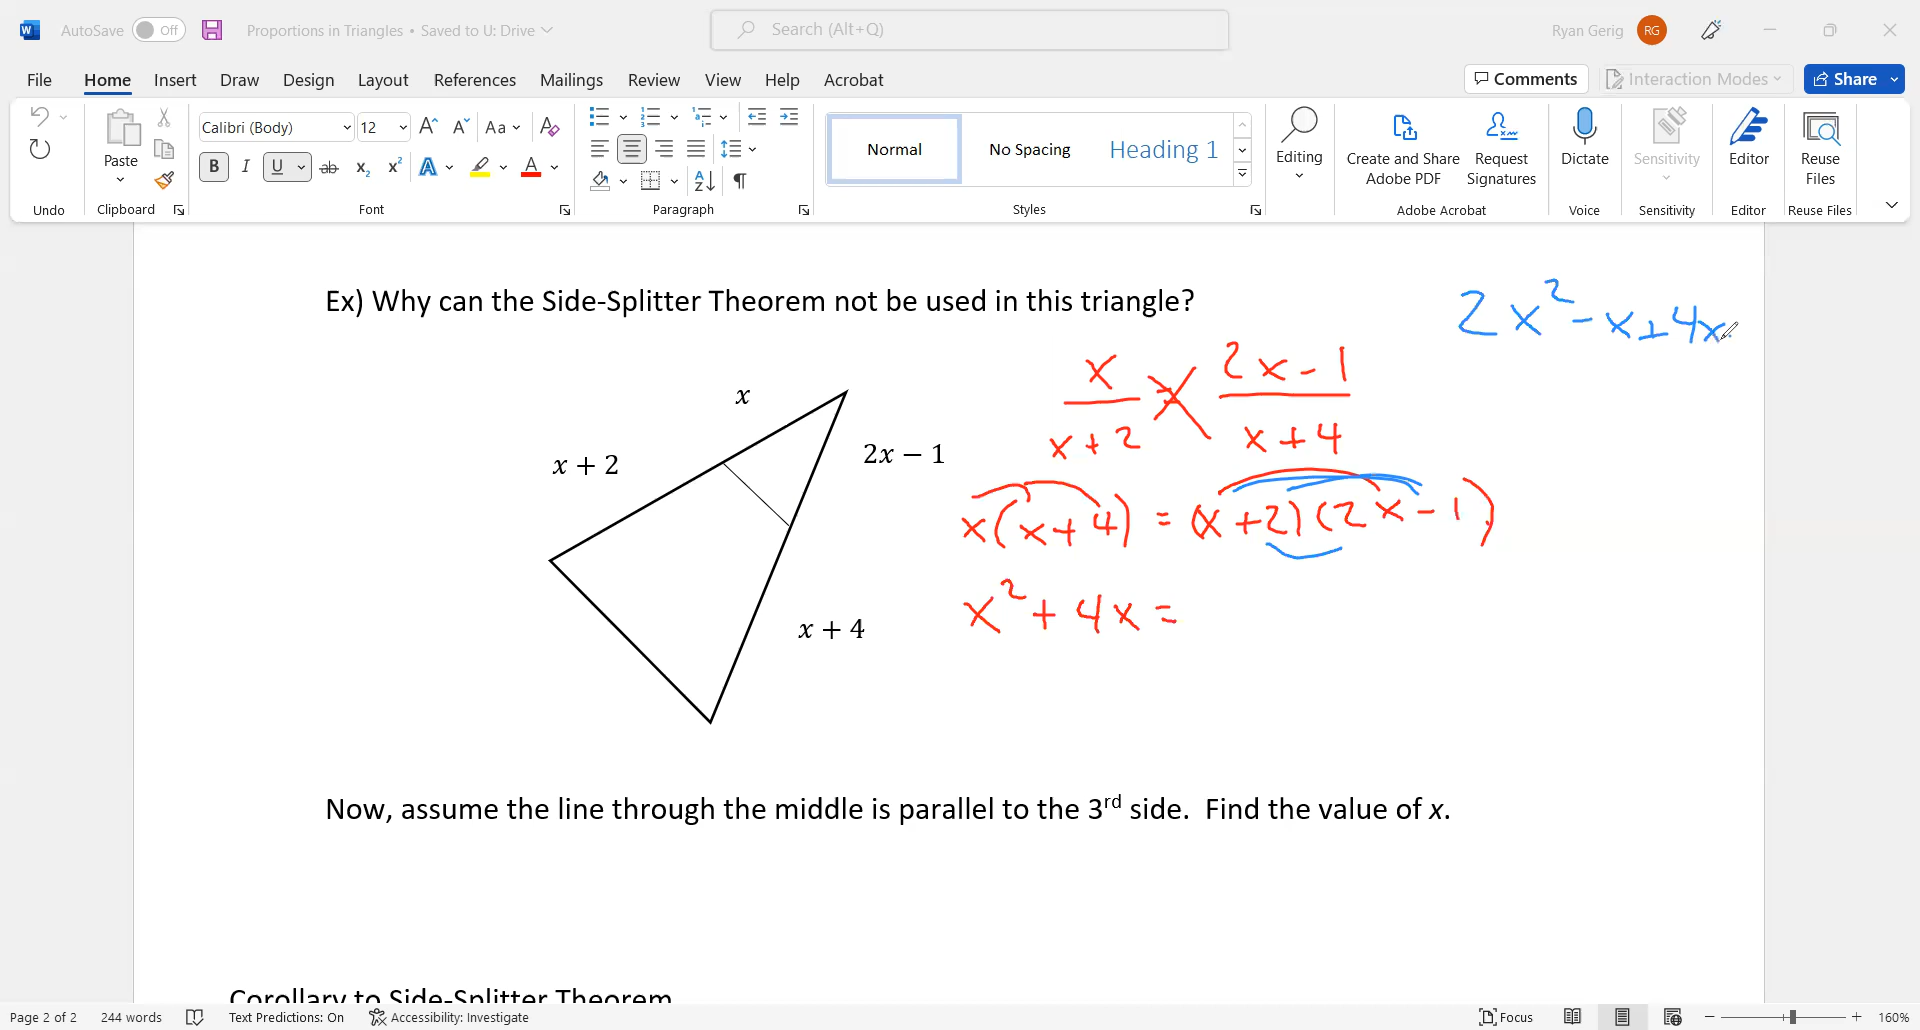 AutoSave Off Proportions in Triangles • Saved to U: Drive Search (Alt+Q) Ryan Gerig RG
File Home Insert Draw Design Layout References Mailings Review View Help Acrobat Comments Interaction Modes Share
Calibri (Body) 12 A A Aa A
Paste B I U ab x₂ x² A A Normal No Spacing Heading 1 Editing Create and Share Adobe PDF Request Signatures Dictate Sensitivity Editor Reuse Files
Undo Clipboard Font Paragraph Styles Adobe Acrobat Voice Sensitivity Editor Reuse Files
Ex) Why can the Side-Splitter Theorem not be used in this triangle?
2x² - x + 4x
x
x + 2
2x − 1
x + 4
x 2x - 1
x + 2 = x + 4
x(x + 4) = (x + 2)(2x - 1)
x² + 4x =
Now, assume the line through the middle is parallel to the 3rd side. Find the value of x.
Corollary to Side-Splitter Theorem
Page 2 of 2 244 words Text Predictions: On Accessibility: Investigate Focus 160%